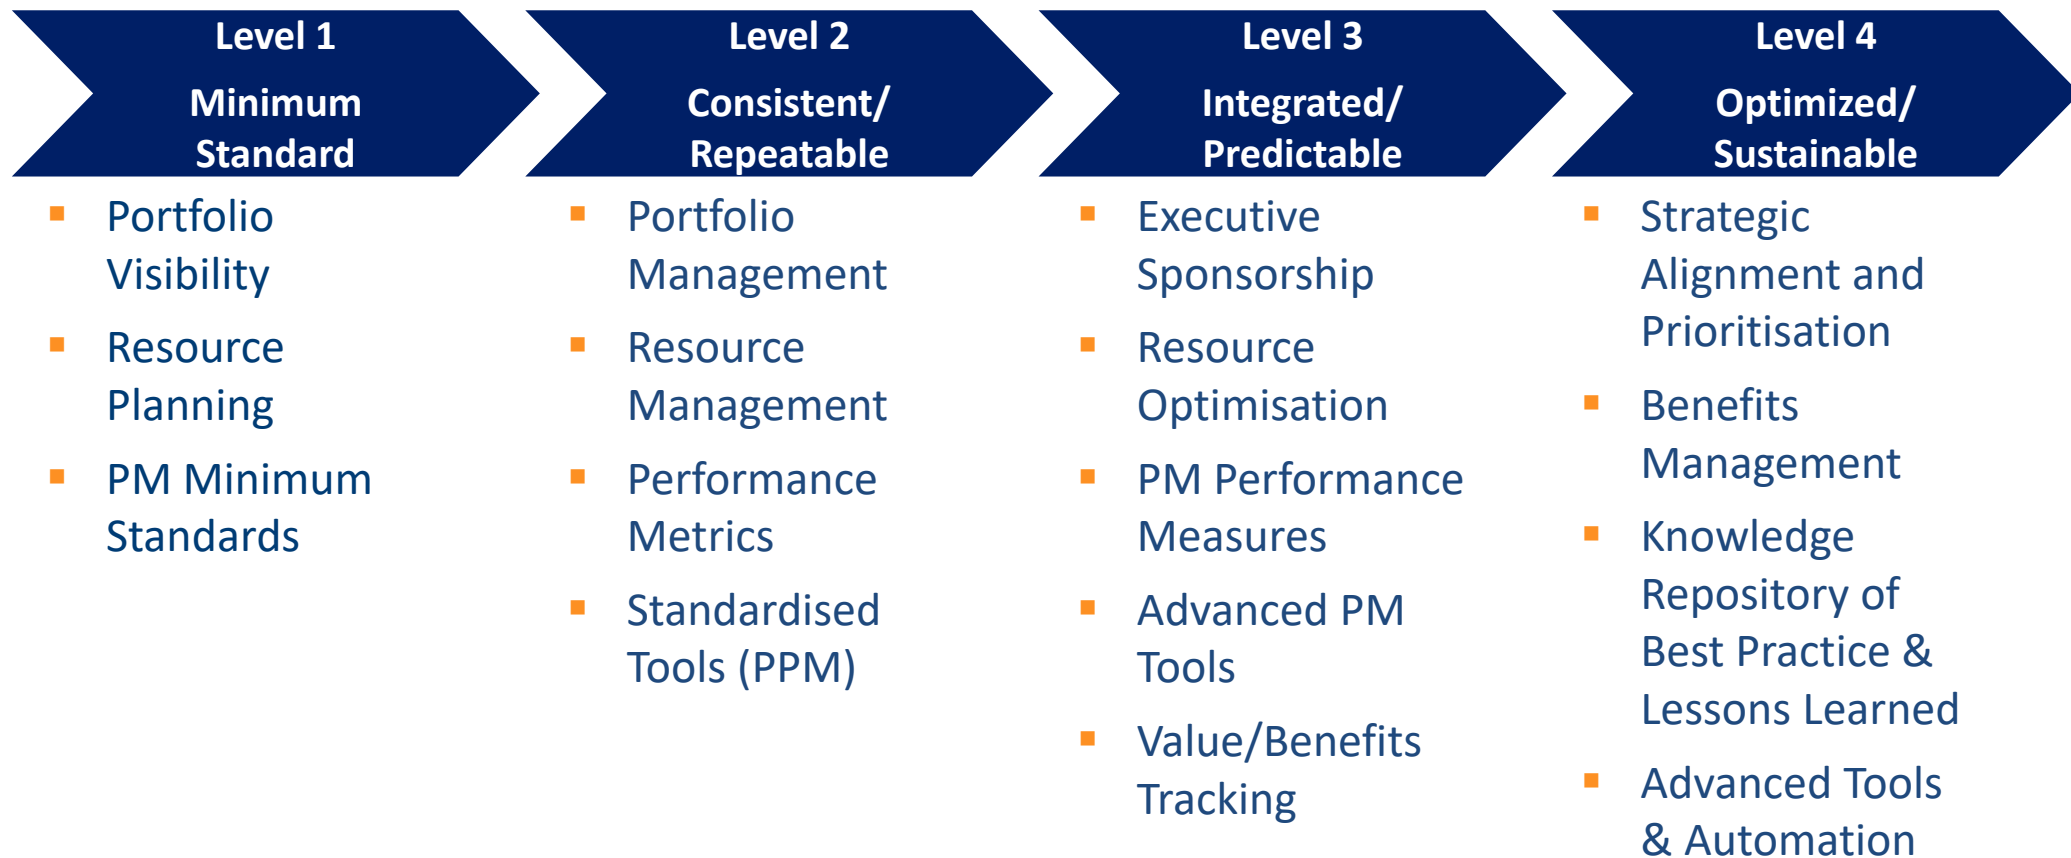 Level 1
Minimum
Standard
Portfolio
Visibility
Resource
Planning
PM Minimum
Standards
Level 2
Consistent/
Repeatable
Portfolio
Management
Resource
Management
Performance
Metrics
Standardised
Tools (PPM)
Level 3
Integrated/
Predictable
Executive
Sponsorship
Resource
Optimisation
PM Performance
Measures
Advanced PM
Tools
Value/Benefits
Tracking
Level 4
Optimized/
Sustainable
Strategic
Alignment and
Prioritisation
Benefits
Management
Knowledge
Repository of
Best Practice &
Lessons Learned
Advanced Tools
& Automation